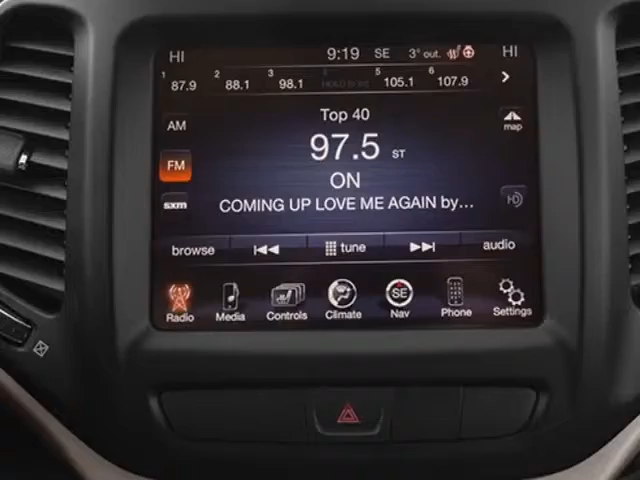 HI 9:19 SE 3° out. HI
1 87.9 2 88.1 3 98.1 HOLD to set 5 105.1 6 107.9
AM
Top 40
map
97.5 ST
FM
ON
sxm
COMING UP LOVE ME AGAIN by...
HD
browse tune audio
Radio Media Controls Climate SE Nav Phone Settings